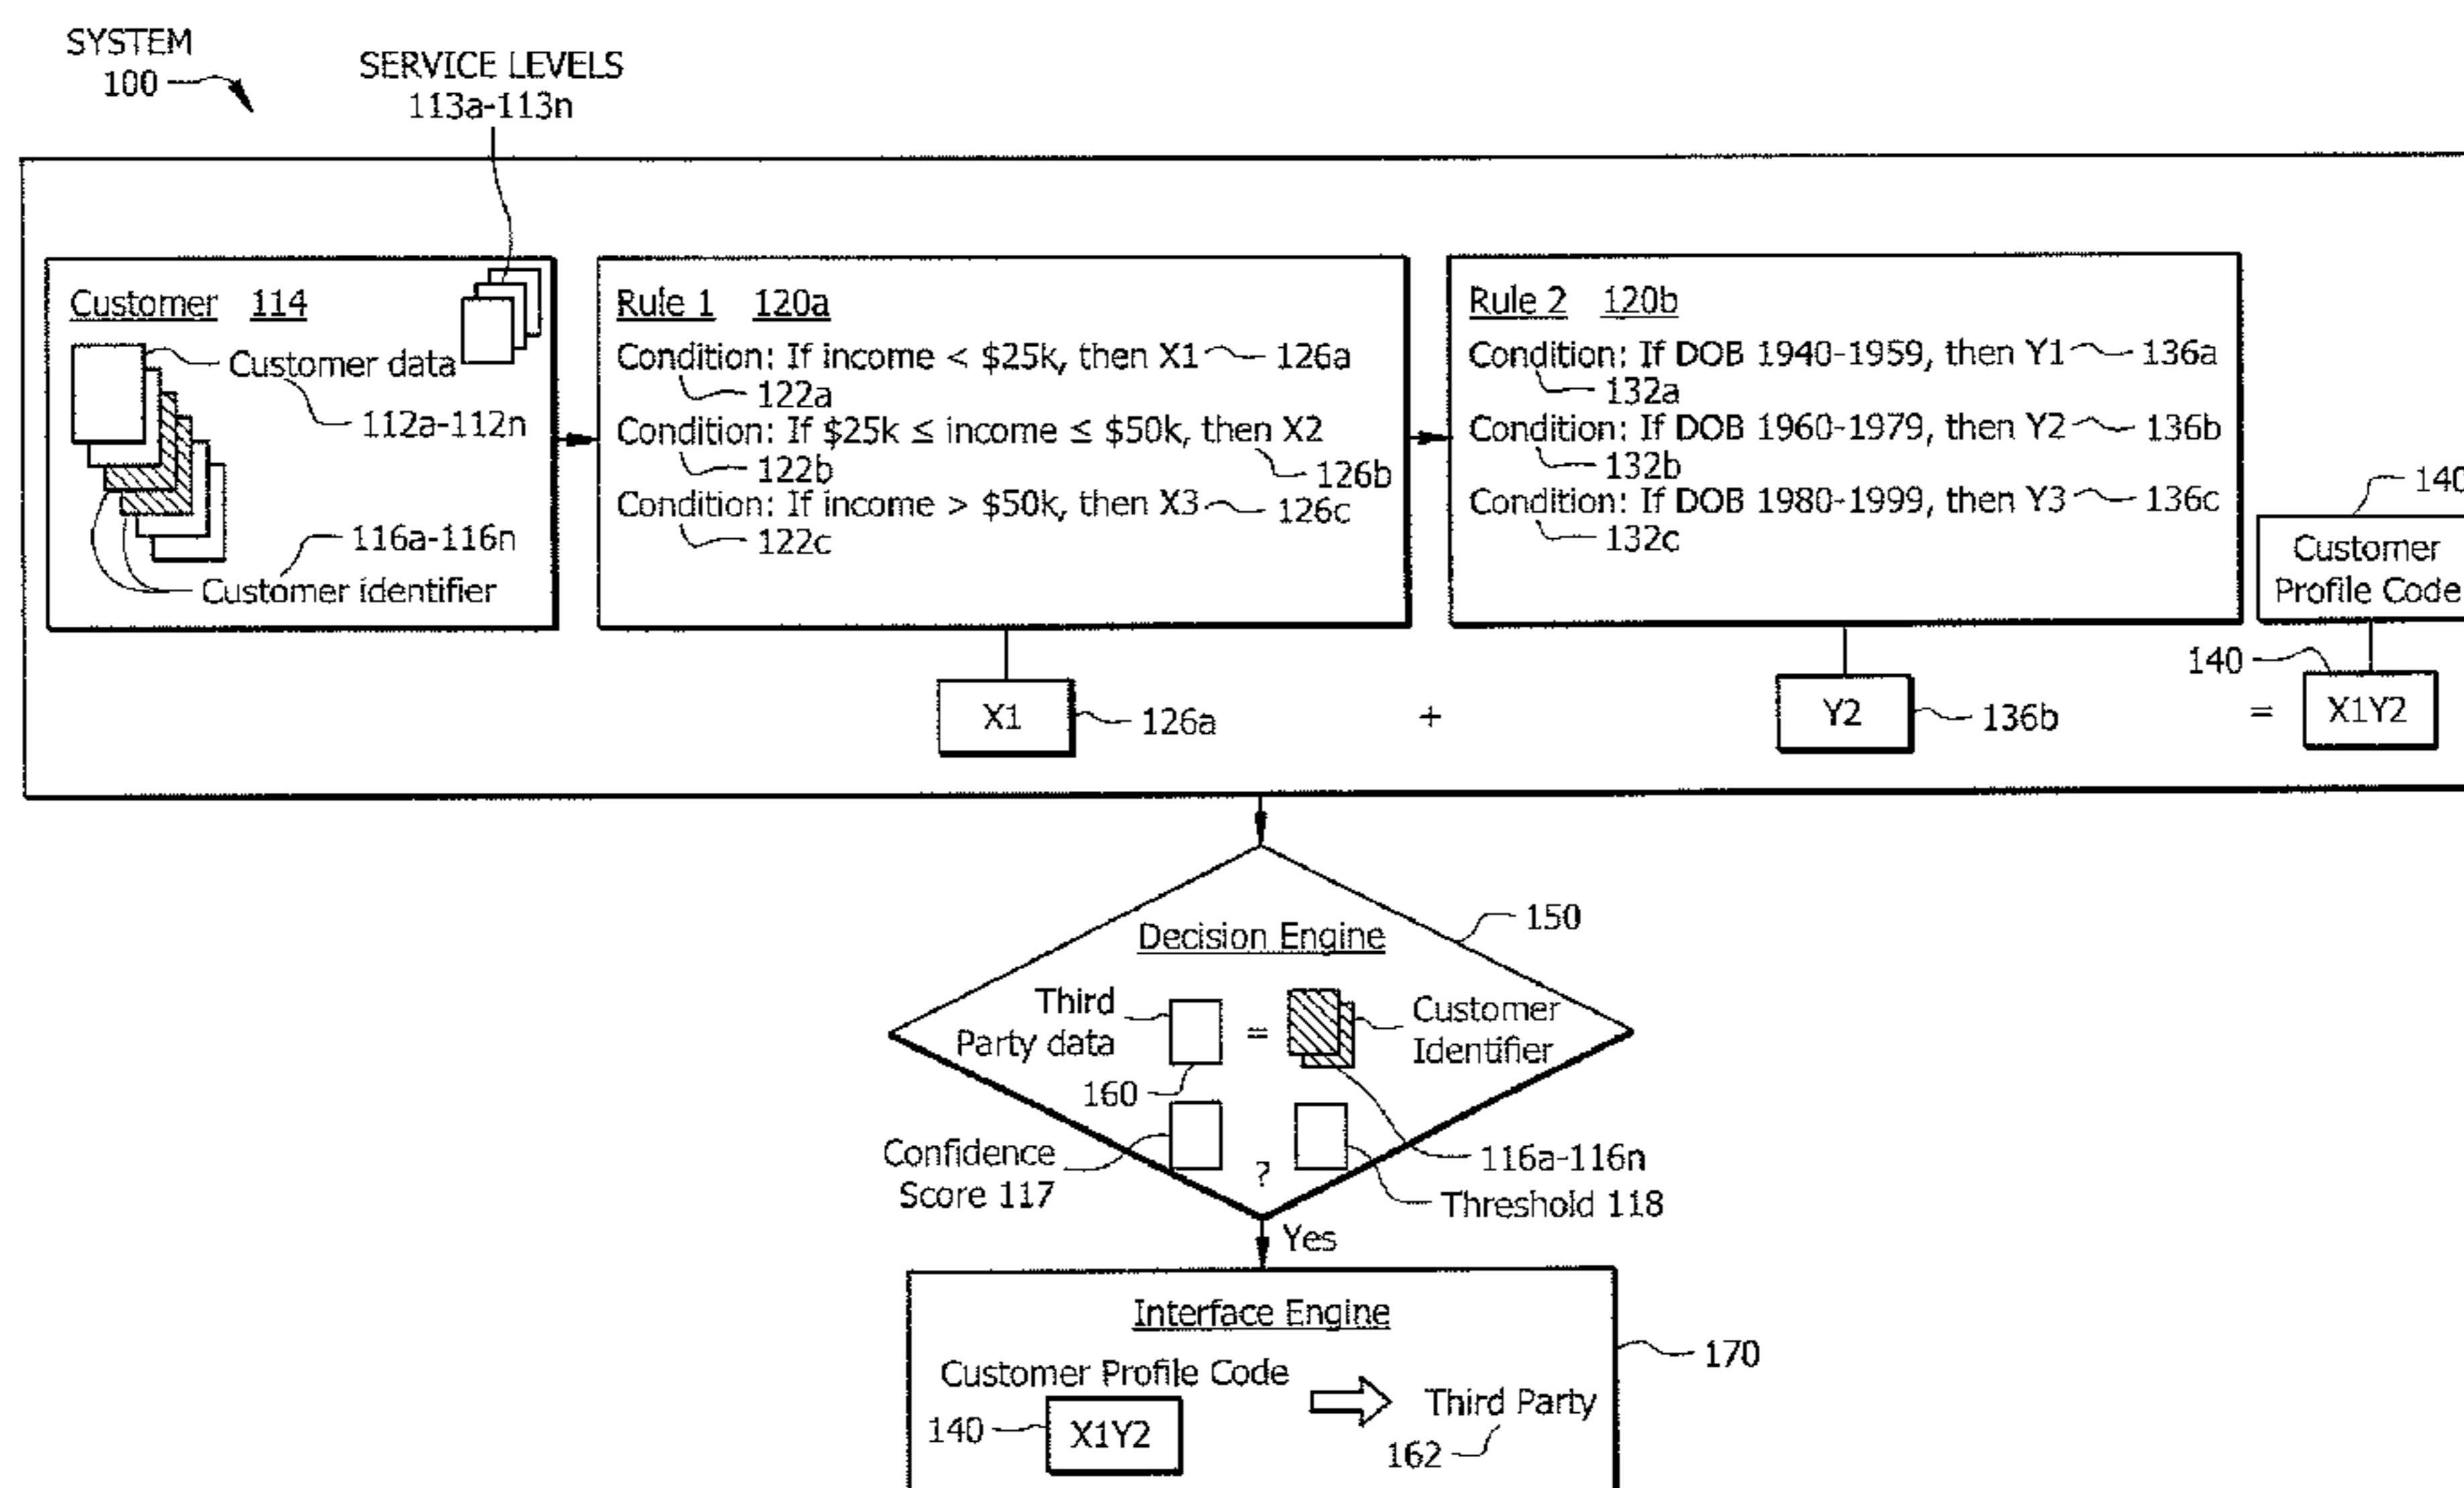 SYSTEM
100
SERVICE LEVELS
113a-113n
Customer 114
Customer data
112a-112n
116a-116n
Customer identifier
Rule 1 120a
Condition: If income < $25k, then X1 126a
122a
Condition: If $25k ≤ income ≤ $50k, then X2
122b 126b
Condition: If income > $50k, then X3 126c
122c
Rule 2 120b
Condition: If DOB 1940-1959, then Y1 136a
132a
Condition: If DOB 1960-1979, then Y2 136b
132b
Condition: If DOB 1980-1999, then Y3 136c
132c
140
Customer
Profile Code
140
X1 126a + Y2 136b = X1Y2
150
Decision Engine
Third
Party data
=
Customer
Identifier
160
Confidence
Score 117
?
116a-116n
Threshold 118
Yes
Interface Engine
170
Customer Profile Code
140 X1Y2
Third Party
162